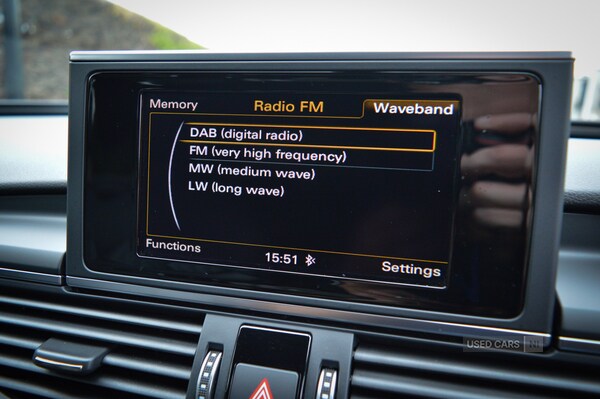 Memory Radio FM Waveband
DAB (digital radio)
FM (very high frequency)
MW (medium wave)
LW (long wave)
Functions 15:51 Settings
USED CARS NI